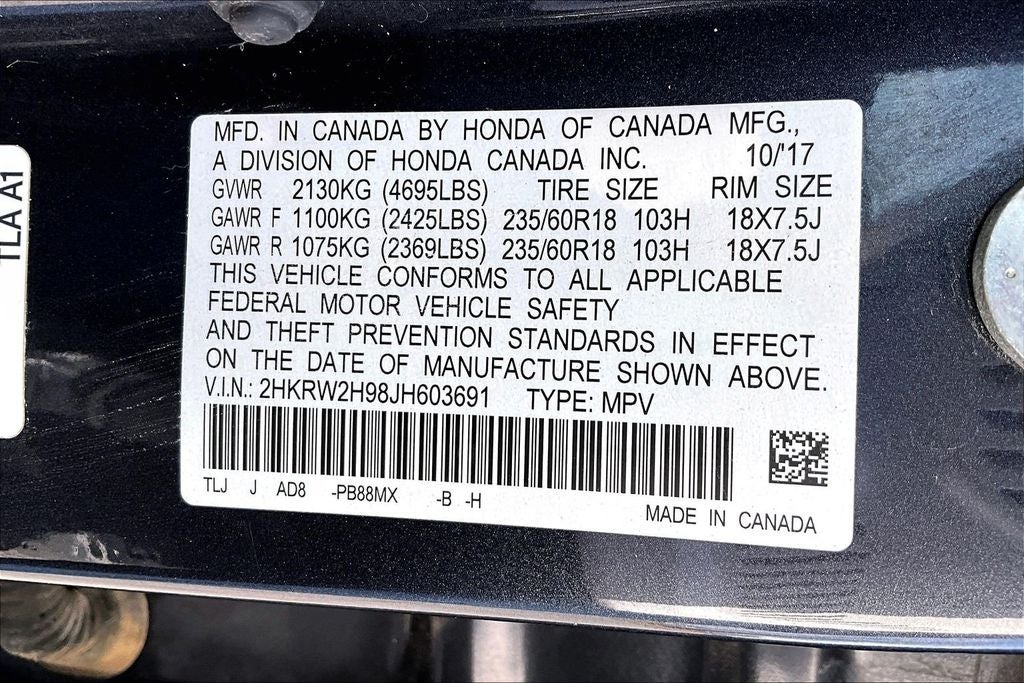 TLA A1
MFD. IN CANADA BY HONDA OF CANADA MFG.,
A DIVISION OF HONDA CANADA INC. 10/'17
GVWR 2130KG (4695LBS) TIRE SIZE RIM SIZE
GAWR F 1100KG (2425LBS) 235/60R18 103H 18X7.5J
GAWR R 1075KG (2369LBS) 235/60R18 103H 18X7.5J
THIS VEHICLE CONFORMS TO ALL APPLICABLE
FEDERAL MOTOR VEHICLE SAFETY
AND THEFT PREVENTION STANDARDS IN EFFECT
ON THE DATE OF MANUFACTURE SHOWN ABOVE.
V.I.N.: 2HKRW2H98JH603691 TYPE: MPV
TLJ J AD8 -PB88MX -B -H
MADE IN CANADA